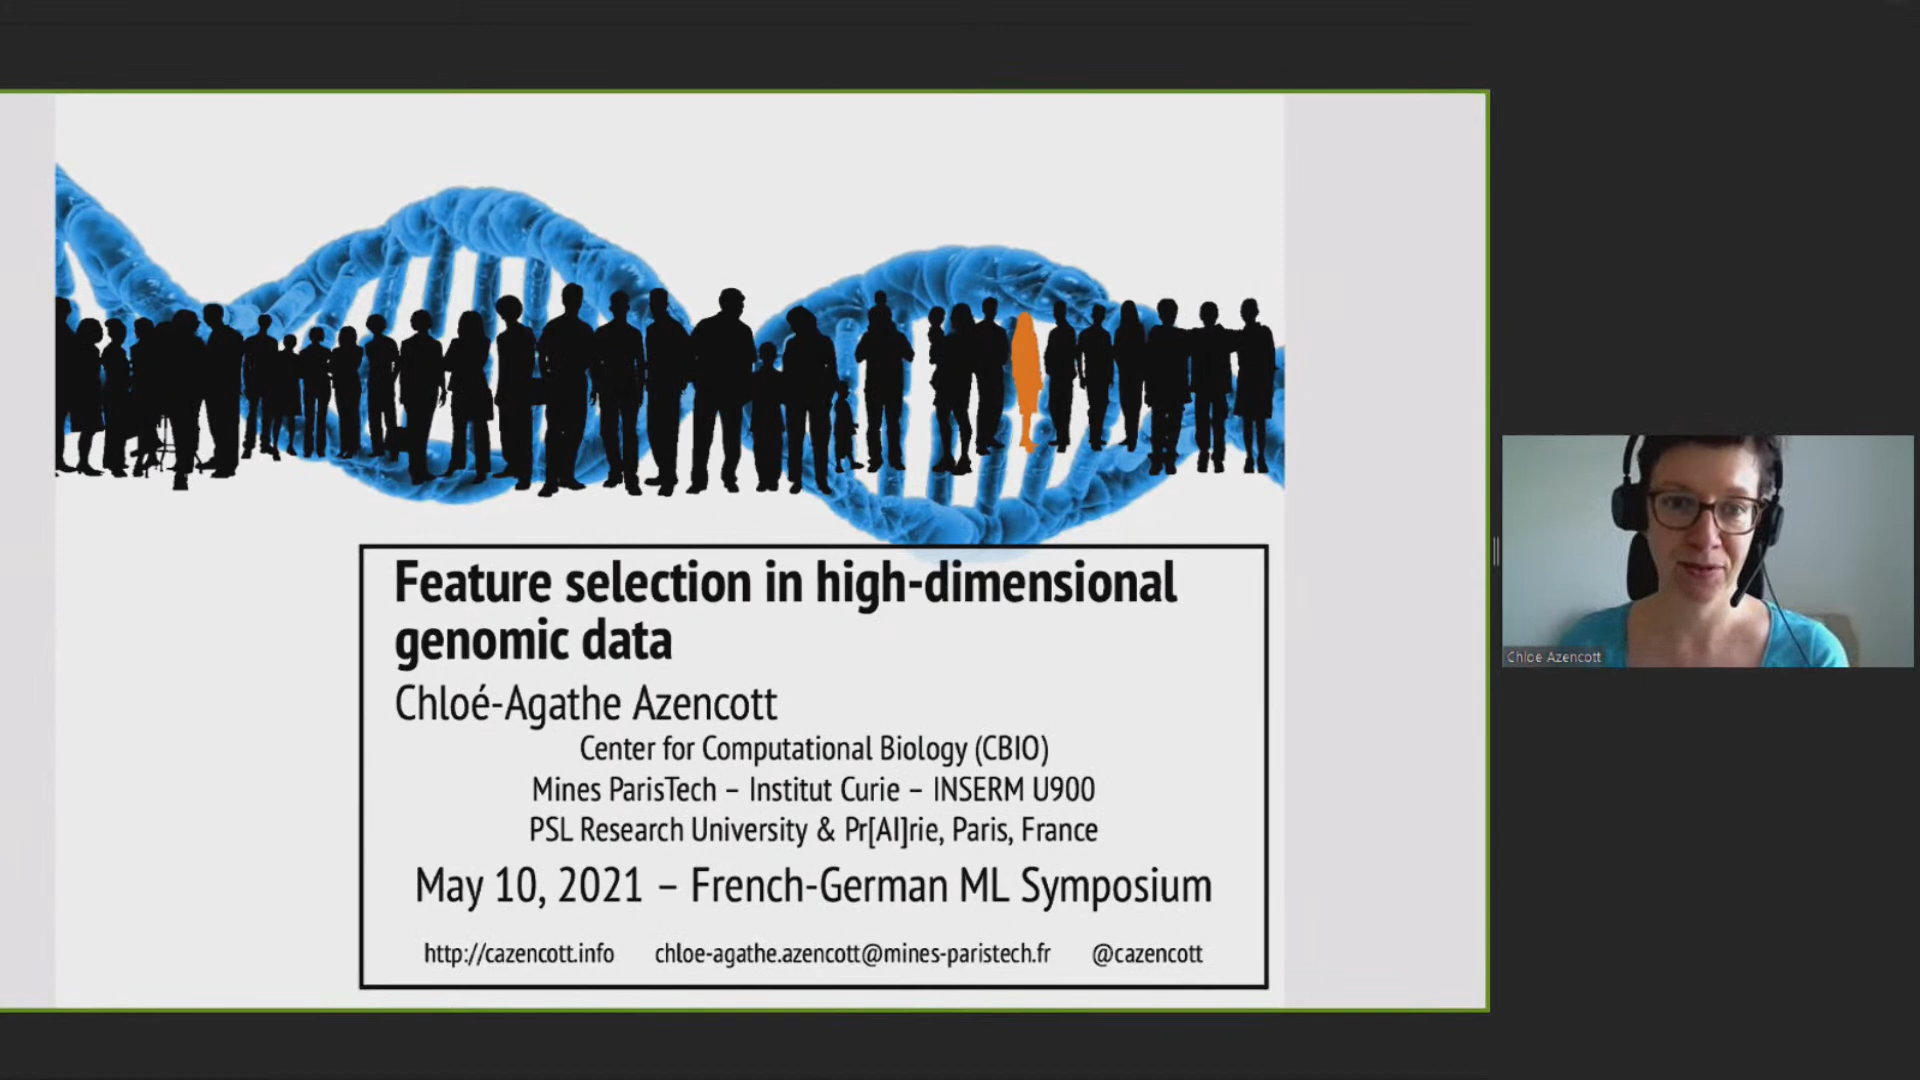 Feature selection in high-dimensional
genomic data
Chloé-Agathe Azencott
Center for Computational Biology (CBIO)
Mines ParisTech – Institut Curie – INSERM U900
PSL Research University & Pr[AI]rie, Paris, France
May 10, 2021 – French-German ML Symposium
http://cazencott.info chloe-agathe.azencott@mines-paristech.fr @cazencott
Chloe Azencott